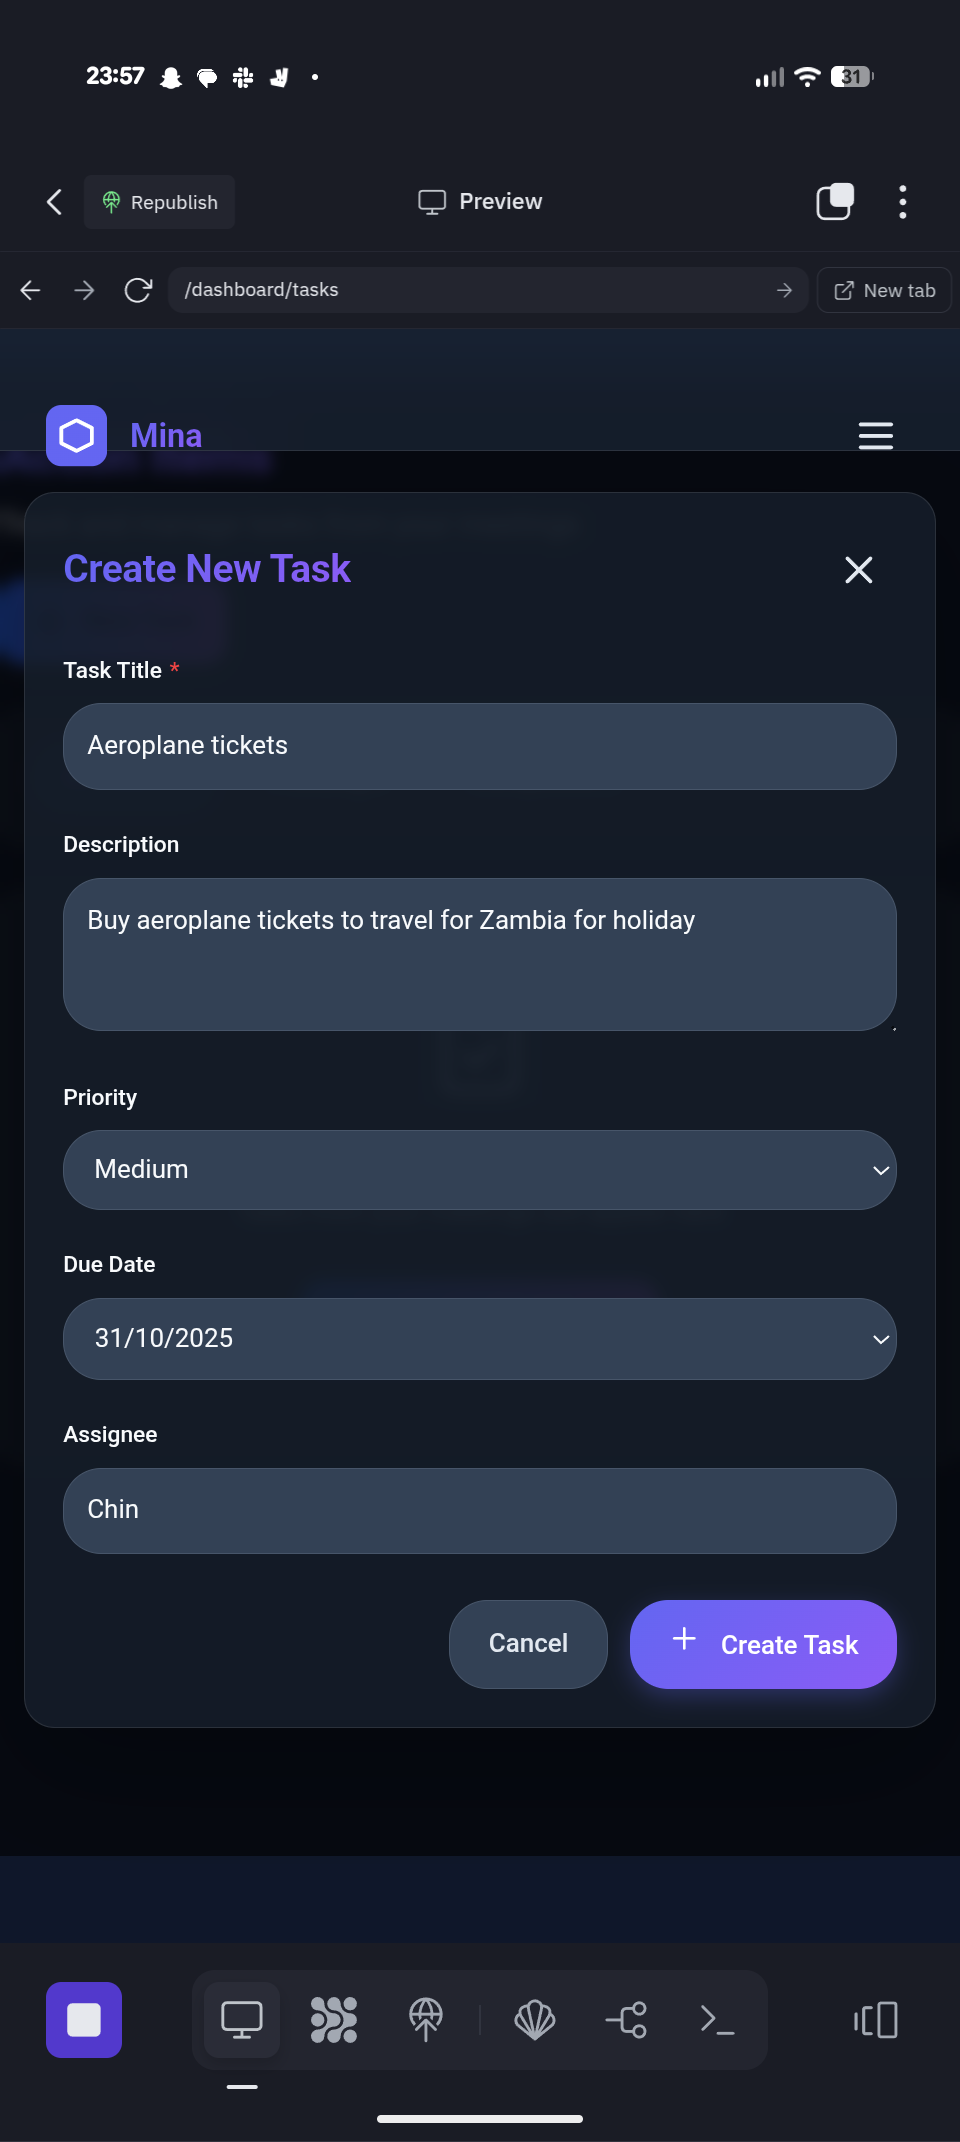 23:57
31
Republish
Preview
/dashboard/tasks
New tab
Mina
Create New Task
Task Title *
Aeroplane tickets
Description
Buy aeroplane tickets to travel for Zambia for holiday
Priority
Medium
Due Date
31/10/2025
Assignee
Chin
Cancel
Create Task